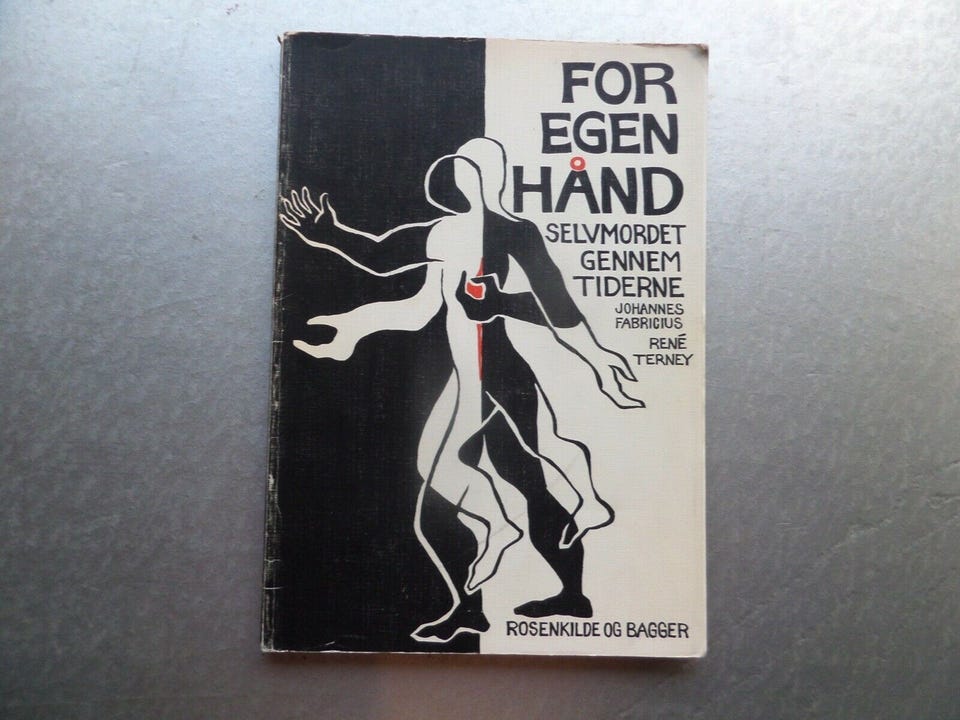 FOR
EGEN
HÅND
SELVMORDET
GENNEM
TIDERNE
JOHANNES
FABRICIUS
RENÉ
TERNEY
ROSENKILDE OG BAGGER